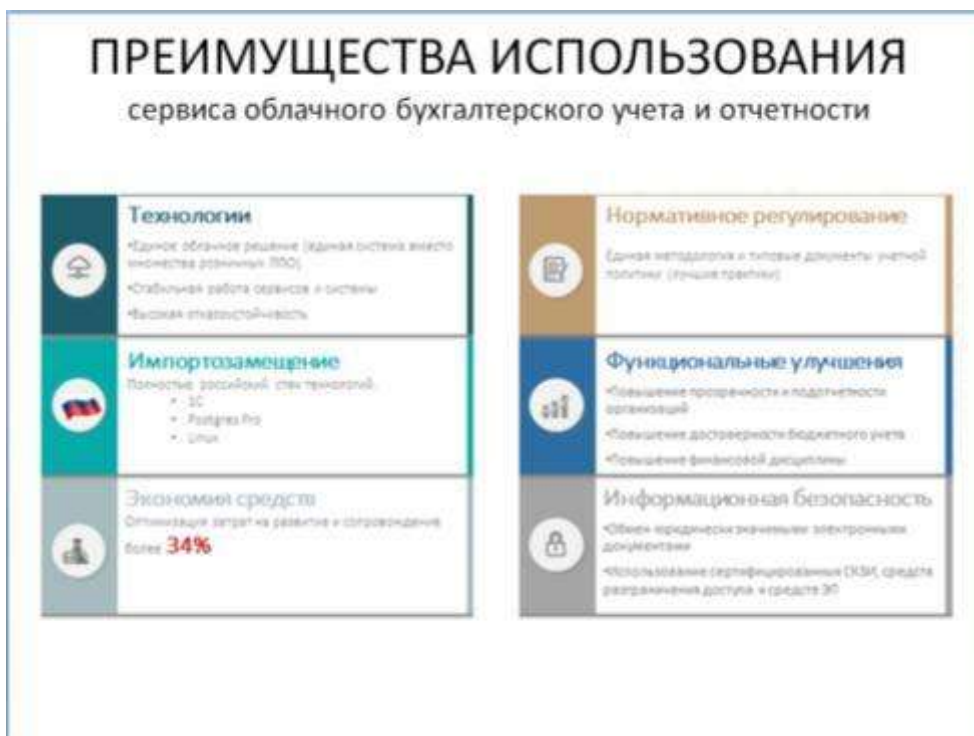 ПРЕИМУЩЕСТВА ИСПОЛЬЗОВАНИЯ
сервиса облачного бухгалтерского учета и отчетности
Технологии
•Единое облачное решение (единая система вместо
множества розничных ППО)
•Стабильная работа сервисов и системы
•Высокая отказоустойчивость
Импортозамещение
Полностью российский стек технологий:
• 1С
• Postgres Pro
• Linux
Экономия средств
Оптимизация затрат на развитие и сопровождение
более 34%
Нормативное регулирование
Единая методология и типовые документы учетной
политики (лучшие практики)
Функциональные улучшения
•Повышение прозрачности и подотчетности
организаций
•Повышение достоверности бюджетного учета
•Повышение финансовой дисциплины
Информационная безопасность
•Обмен юридически значимыми электронными
документами
•Использование сертифицированных СКЗИ, средств
разграничения доступа и средств ЭП